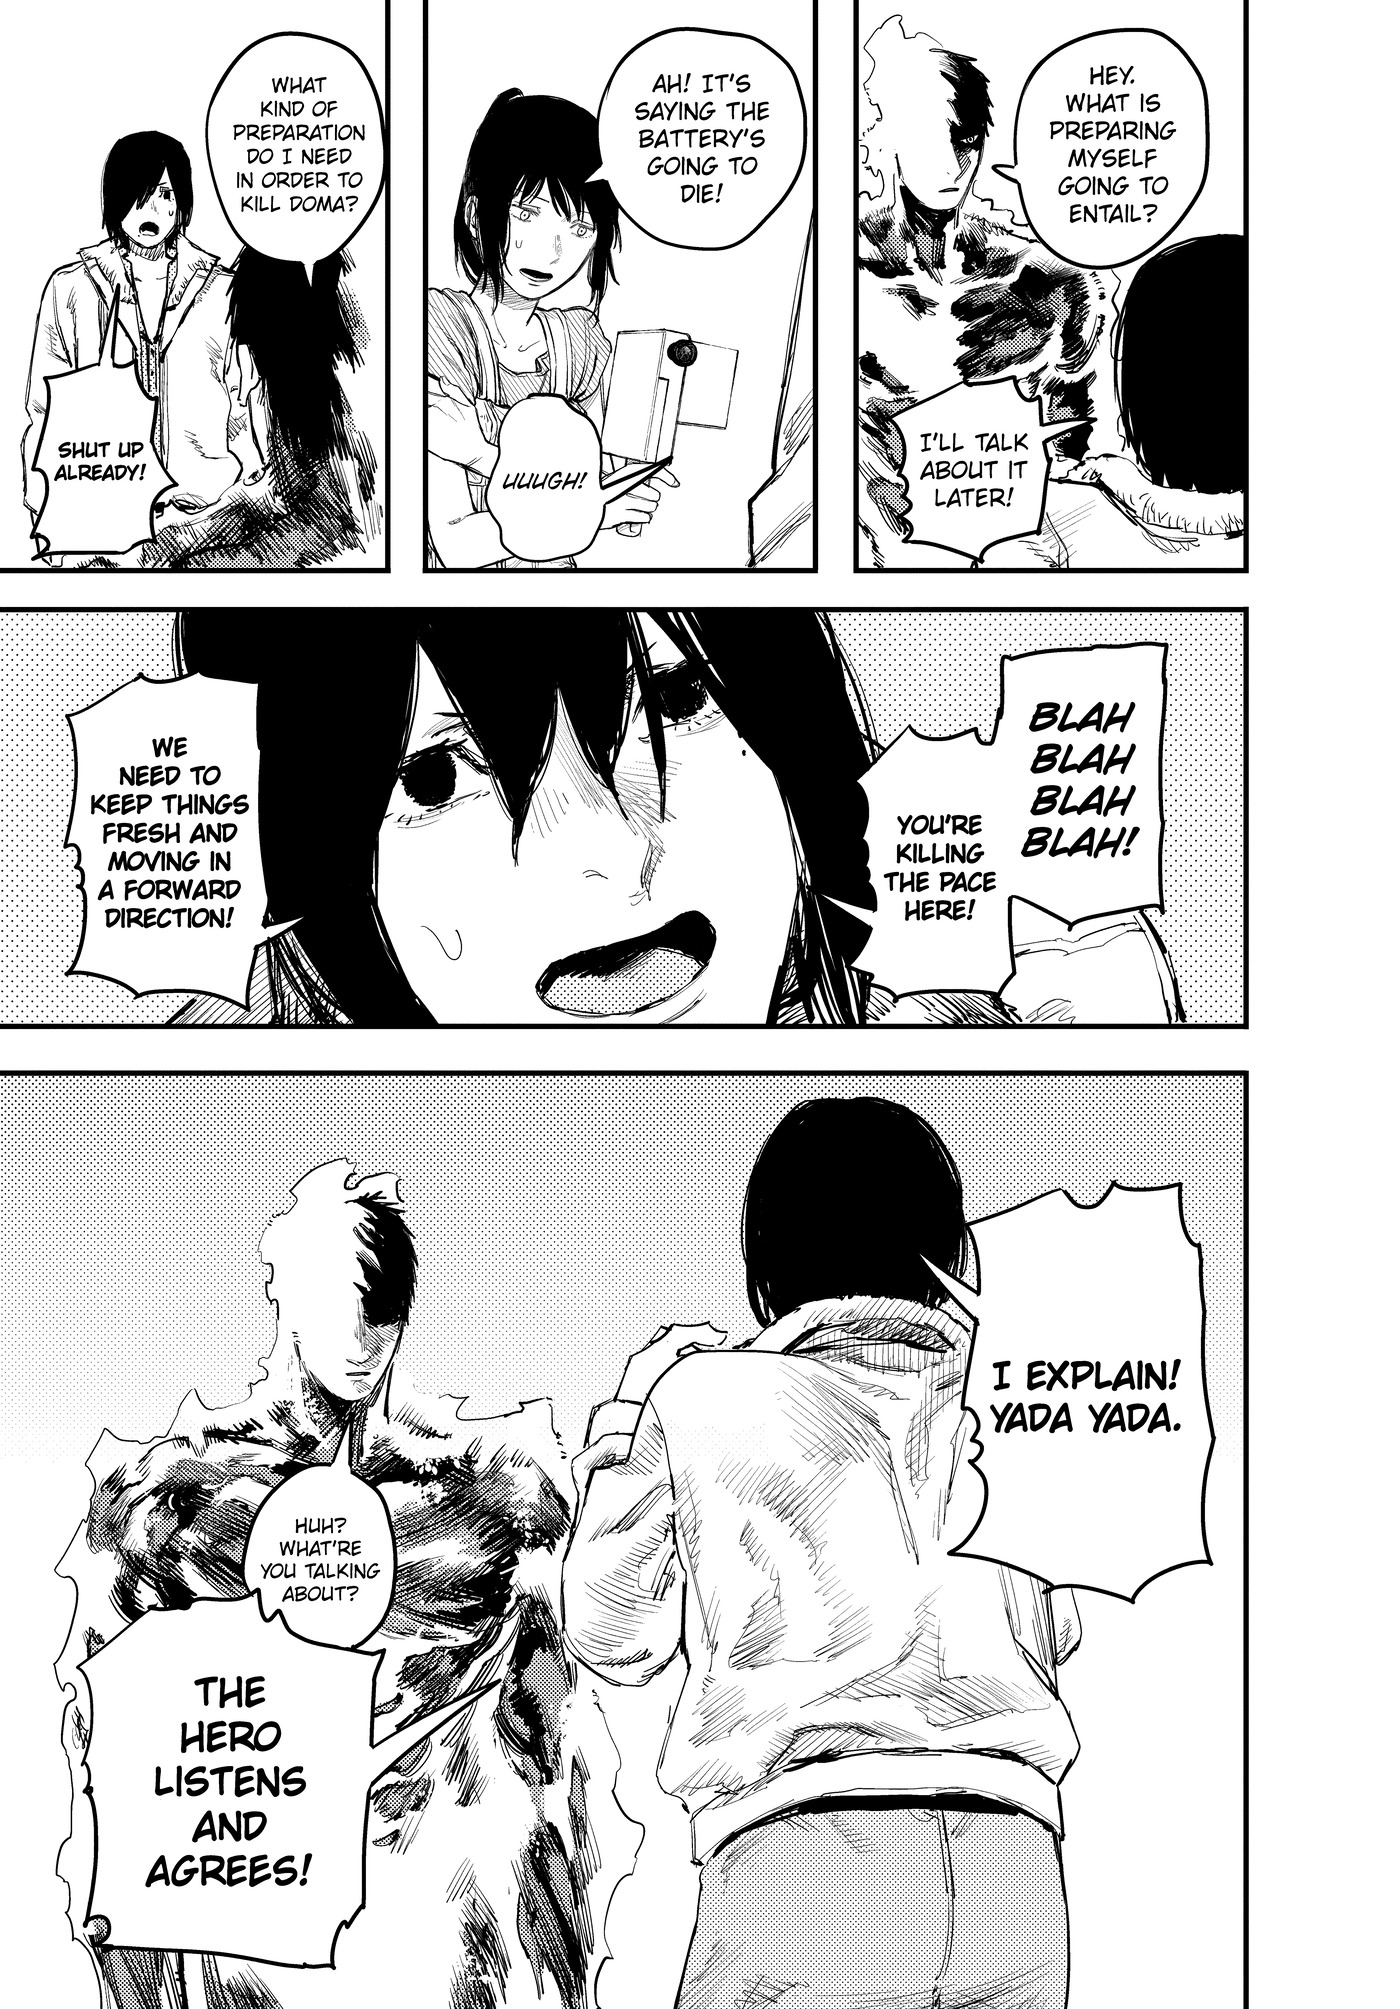 HEY.
WHAT IS
PREPARING
MYSELF
GOING TO
ENTAIL?
I'LL TALK
ABOUT IT
LATER!
AH! IT'S
SAYING THE
BATTERY'S
GOING TO
DIE!
UUUGH!
WHAT
KIND OF
PREPARATION
DO I NEED
IN ORDER TO
KILL DOMA?
SHUT UP
ALREADY!
BLAH
BLAH
BLAH
BLAH!
YOU'RE
KILLING
THE PACE
HERE!
WE
NEED TO
KEEP THINGS
FRESH AND
MOVING IN
A FORWARD
DIRECTION!
I EXPLAIN!
YADA YADA.
HUH?
WHAT'RE
YOU TALKING
ABOUT?
THE
HERO
LISTENS
AND
AGREES!